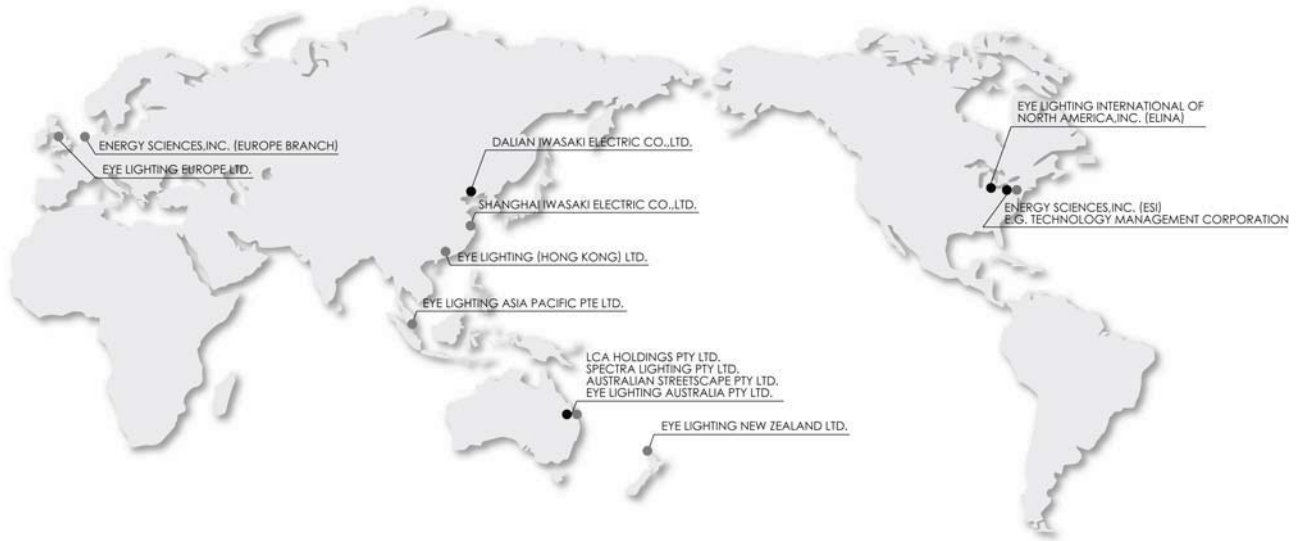 ENERGY SCIENCES,INC. (EUROPE BRANCH)
EYE LIGHTING EUROPE LTD.
DALIAN IWASAKI ELECTRIC CO.,LTD.
SHANGHAI IWASAKI ELECTRIC CO.,LTD.
EYE LIGHTING (HONG KONG) LTD.
EYE LIGHTING ASIA PACIFIC PTE LTD.
LCA HOLDINGS PTY LTD.
SPECTRA LIGHTING PTY LTD.
AUSTRALIAN STREETSCAPE PTY LTD.
EYE LIGHTING AUSTRALIA PTY LTD.
EYE LIGHTING NEW ZEALAND LTD.
EYE LIGHTING INTERNATIONAL OF
NORTH AMERICA,INC. (ELINA)
ENERGY SCIENCES,INC. (ESI)
E.G. TECHNOLOGY MANAGEMENT CORPORATION